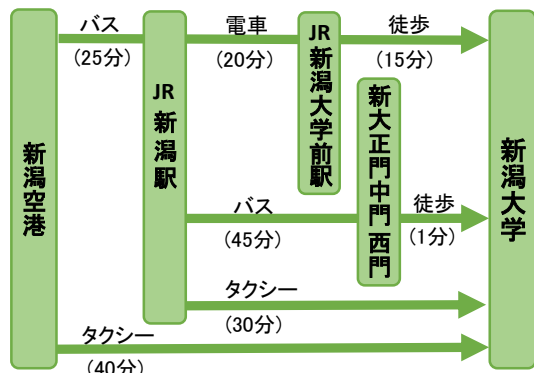 バス
(25分)
電車
(20分)
徒歩
(15分)
新潟空港
JR 新潟駅
JR 新潟大学前駅
新大正門中門 西門
新潟大学
バス
(45分)
徒歩
(1分)
タクシー
(30分)
タクシー
(40分)